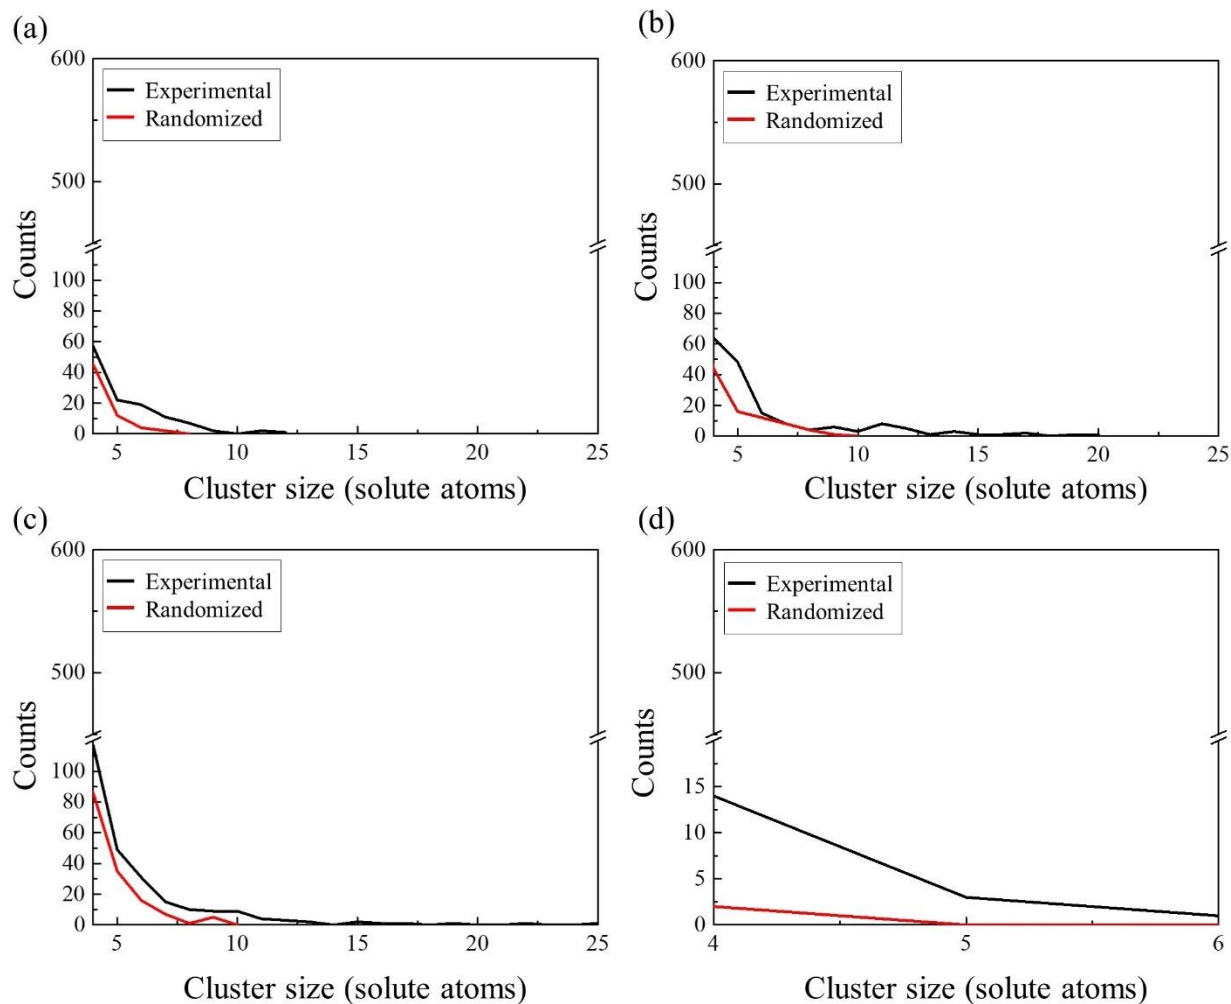 (a)
600
500
100
80
60
40
20
0
Counts
Experimental
Randomized
5 10 15 20 25
Cluster size (solute atoms)
(b)
600
500
100
80
60
40
20
0
Counts
Experimental
Randomized
5 10 15 20 25
Cluster size (solute atoms)
(c)
600
500
100
80
60
40
20
0
Counts
Experimental
Randomized
5 10 15 20 25
Cluster size (solute atoms)
(d)
600
500
15
10
5
0
Counts
Experimental
Randomized
4 5 6
Cluster size (solute atoms)